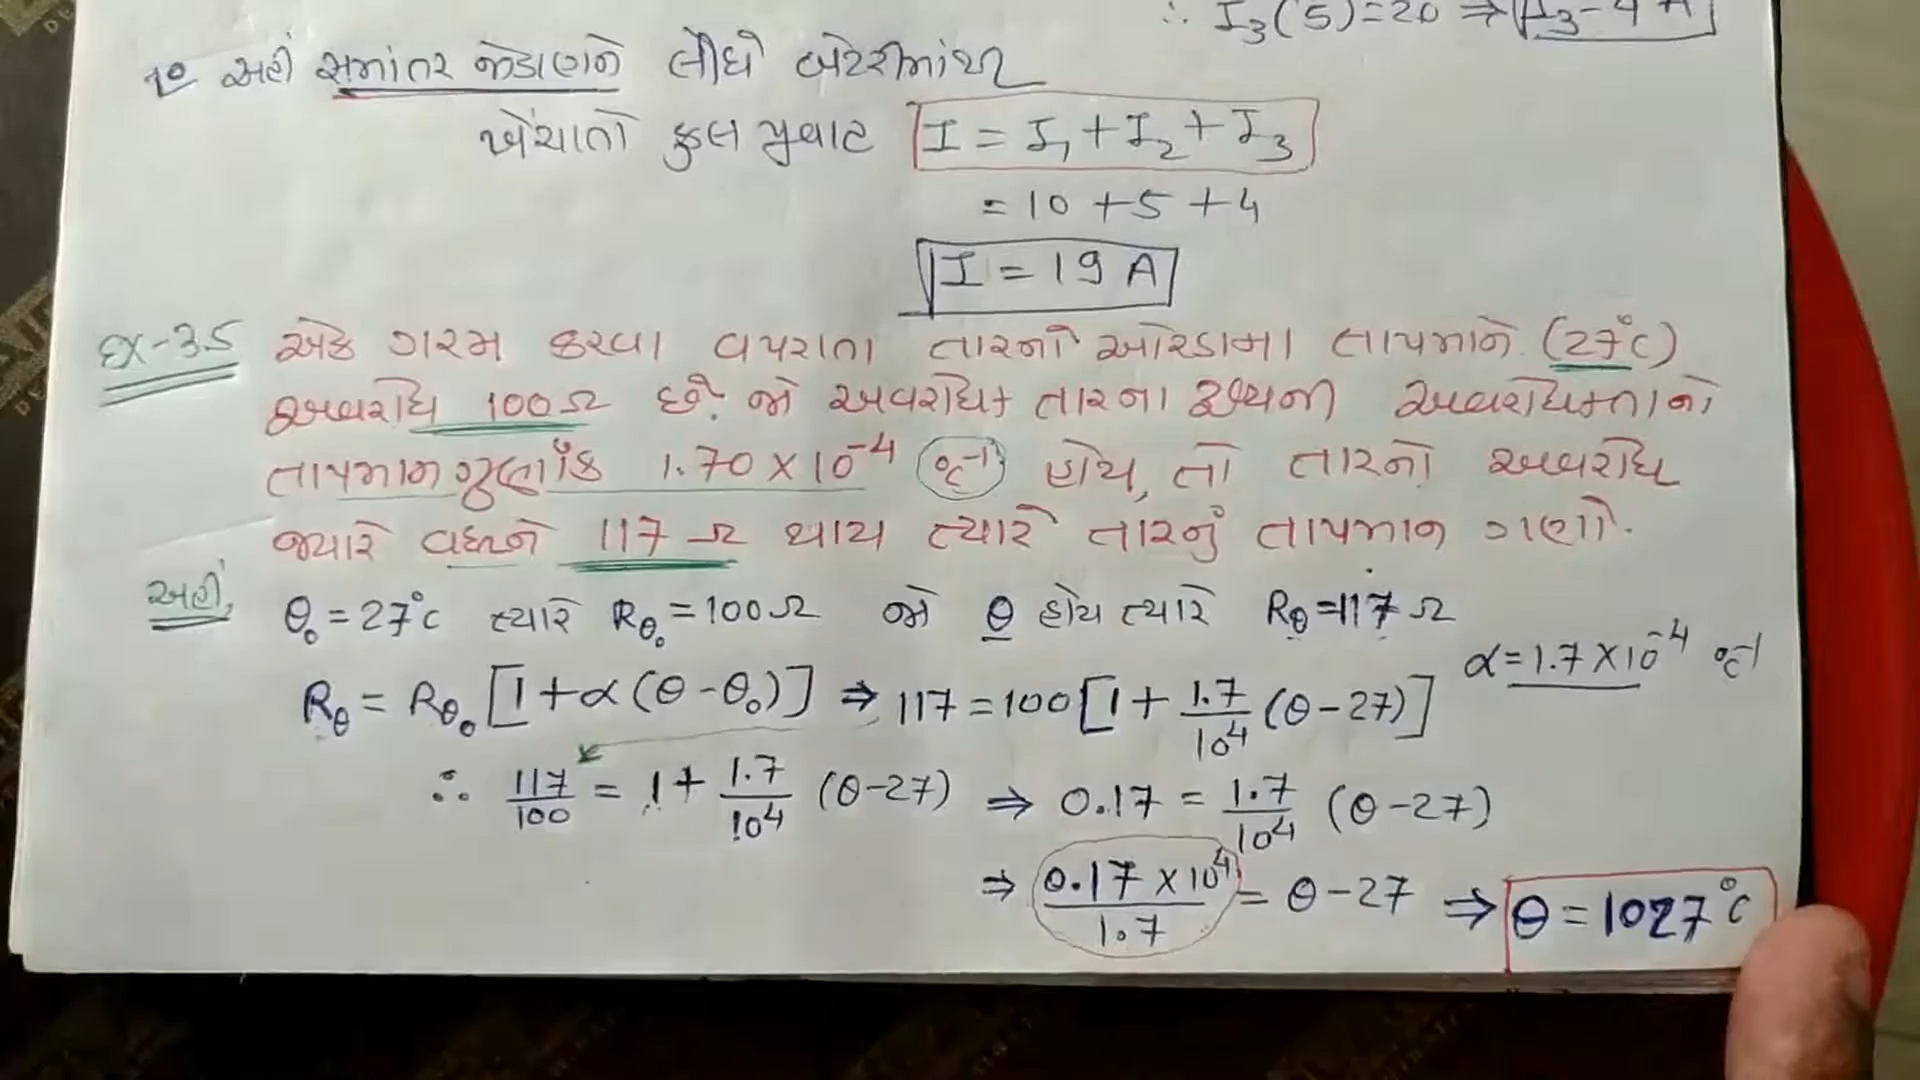 ∴ I₃(5)=20 ⇒ I₃-4 A
અહીં સમાંતર જોડાણને લીધે બેટરીમાંથી
ખેંચાતો કુલ પ્રવાહ I = I₁ + I₂ + I₃
= 10 + 5 + 4
I = 19 A
EX-3.5 એક ગરમ કરવા વપરાતા તારનો ઓરડાના તાપમાને (27°C)
અવરોધ 100Ω છે. જો અવરોધક તારના દ્રવ્યની અવરોધકતાનો
તાપમાન ગુણાંક 1.70 × 10⁻⁴ °C⁻¹ હોય, તો તારનો અવરોધ
જ્યારે વધીને 117 Ω થાય ત્યારે તારનું તાપમાન ગણો.
અહીં, θ₀ = 27°C ત્યારે Rθ₀ = 100Ω જો θ હોય ત્યારે Rθ=117 Ω
α = 1.7 × 10⁻⁴ °C⁻¹
Rθ = Rθ₀ [1 + α (θ - θ₀)] ⇒ 117 = 100 [1 + 1.7/10⁴ (θ - 27)]
∴ 117/100 = 1 + 1.7/10⁴ (θ-27) ⇒ 0.17 = 1.7/10⁴ (θ-27)
⇒ 0.17 × 10⁴/1.7 = θ-27 ⇒ θ = 1027°C